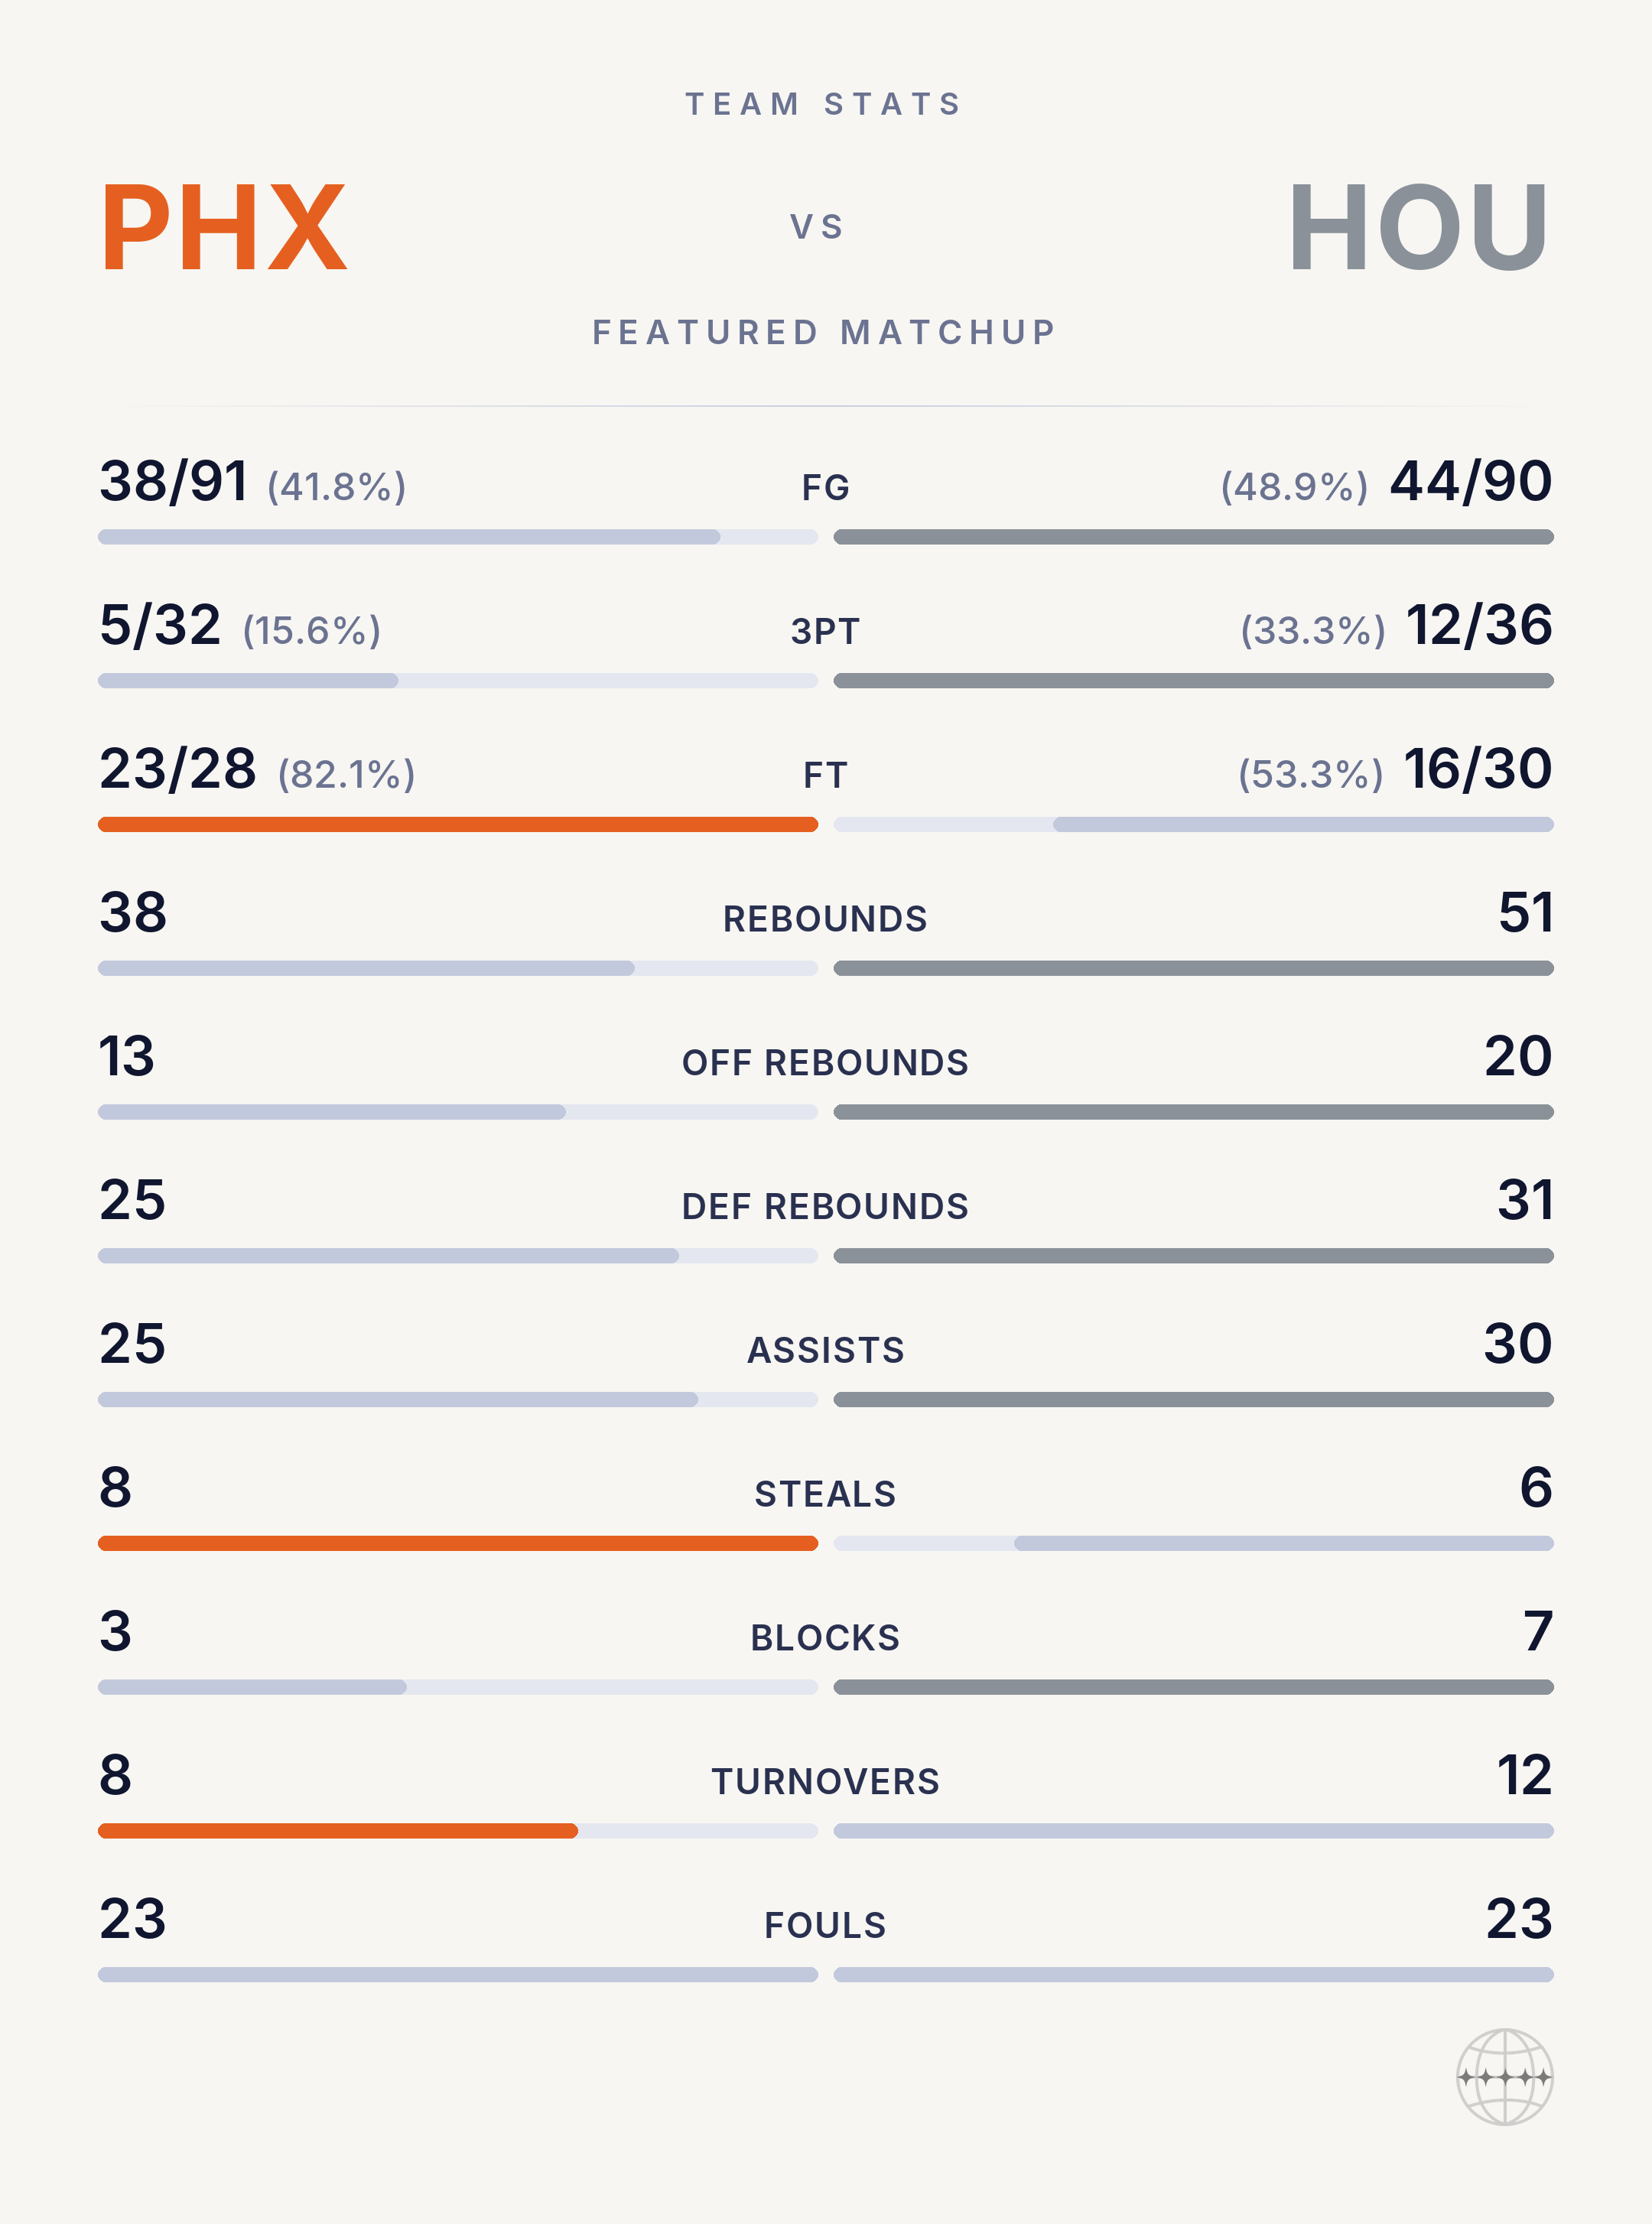 TEAM STATS
PHX VS HOU
FEATURED MATCHUP
38/91 (41.8%) FG (48.9%) 44/90
5/32 (15.6%) 3PT (33.3%) 12/36
23/28 (82.1%) FT (53.3%) 16/30
38 REBOUNDS 51
13 OFF REBOUNDS 20
25 DEF REBOUNDS 31
25 ASSISTS 30
8 STEALS 6
3 BLOCKS 7
8 TURNOVERS 12
23 FOULS 23